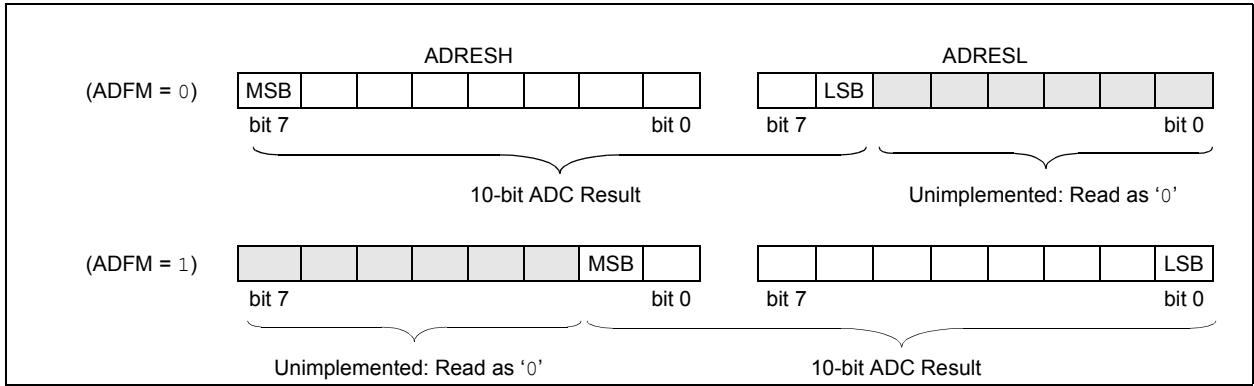 ADRESH ADRESL
(ADFM = 0) MSB LSB
bit 7 bit 0 bit 7 bit 0
10-bit ADC Result Unimplemented: Read as ‘0’
(ADFM = 1) MSB LSB
bit 7 bit 0 bit 7 bit 0
Unimplemented: Read as ‘0’ 10-bit ADC Result